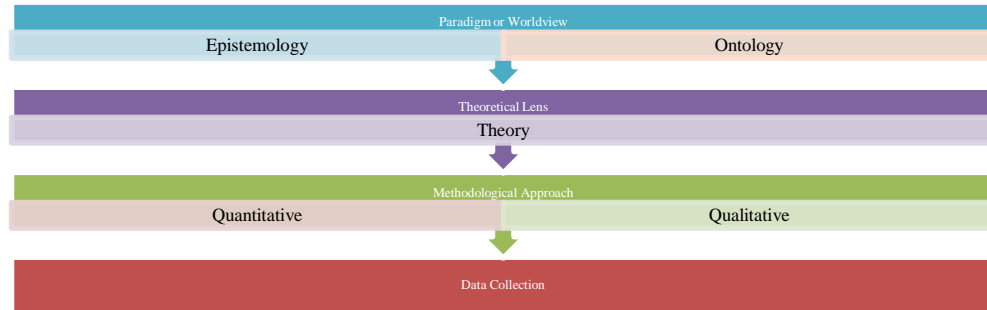 Paradigm or Worldview
Epistemology Ontology
Theoretical Lens
Theory
Methodological Approach
Quantitative Qualitative
Data Collection